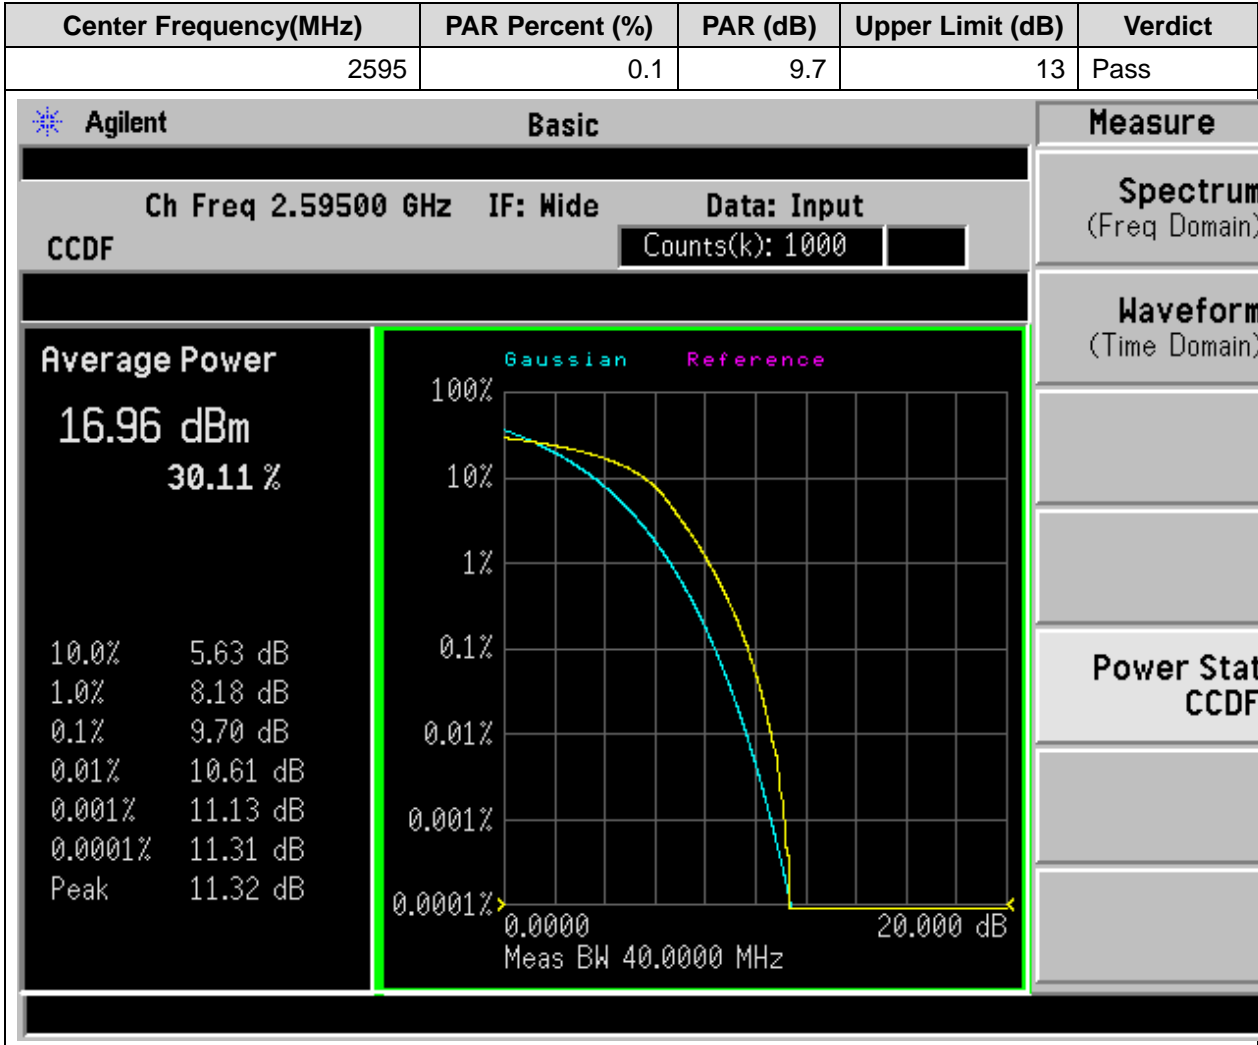 Center Frequency(MHz) PAR Percent (%) PAR (dB) Upper Limit (dB) Verdict
2595 0.1 9.7 13 Pass
Agilent Basic Measure
Ch Freq 2.59500 GHz IF: Wide Data: Input
CCDF Counts(k): 1000
Spectrum
(Freq Domain)
Waveform
(Time Domain)
Power Stat
CCDF
Average Power
16.96 dBm
30.11 %
10.0% 5.63 dB
1.0% 8.18 dB
0.1% 9.70 dB
0.01% 10.61 dB
0.001% 11.13 dB
0.0001% 11.31 dB
Peak 11.32 dB
Gaussian Reference
100%
10%
1%
0.1%
0.01%
0.001%
0.0001%
0.0000 20.000 dB
Meas BW 40.0000 MHz